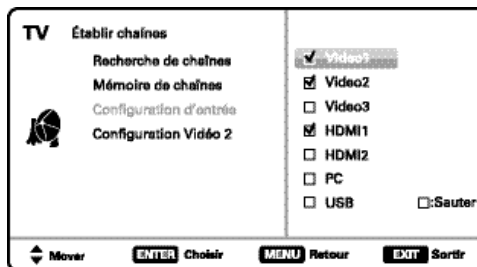 TV Établir chaînes
Recherche de chaînes
Mémoire de chaînes
Configuration d'entrée
Configuration Vidéo 2
Video1
Video2
Video3
HDMI1
HDMI2
PC
USB
:Sauter
Mover ENTER Choisir MENU Retour EXIT Sortir